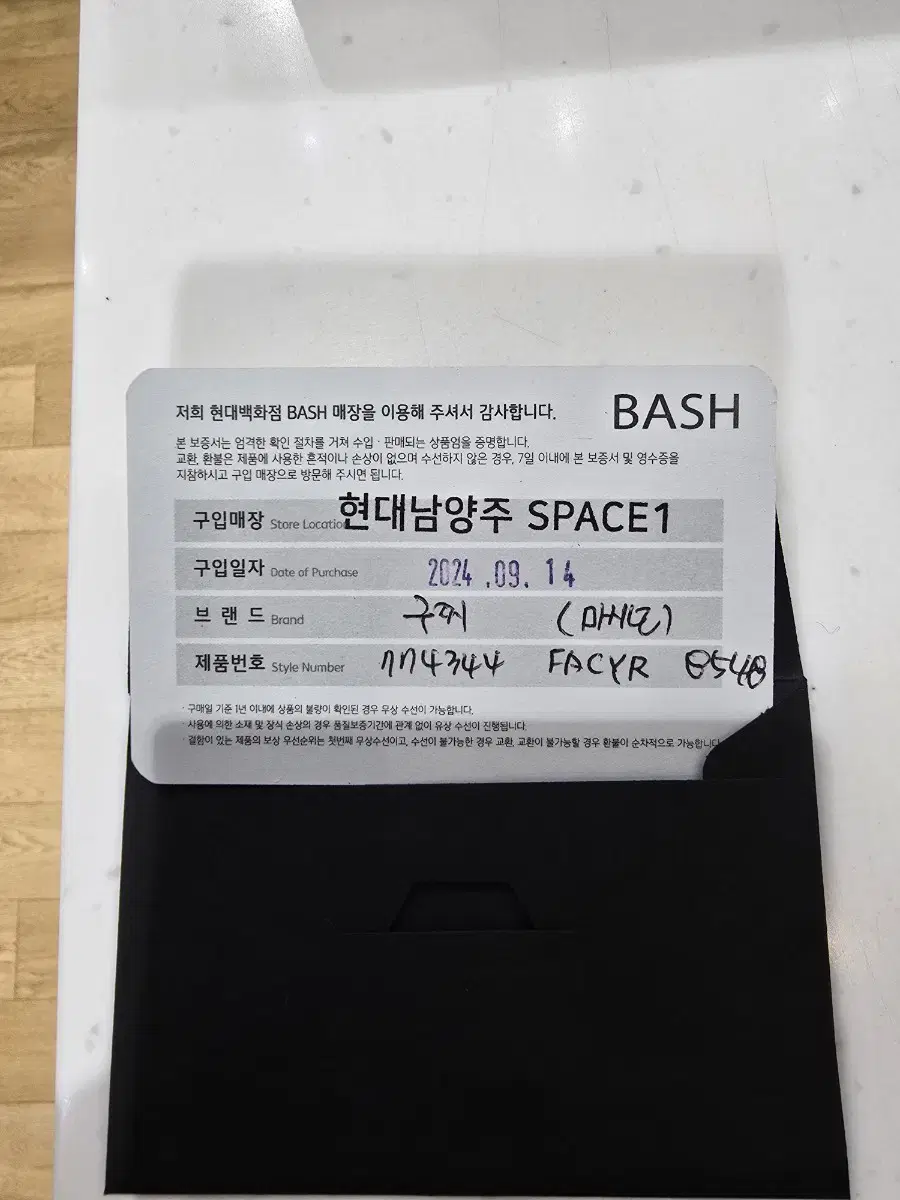 저희 현대백화점 BASH 매장을 이용해 주셔서 감사합니다.
BASH
본 보증서는 엄격한 확인 절차를 거쳐 수입 · 판매되는 상품임을 증명합니다.
교환, 환불은 제품에 사용한 흔적이나 손상이 없으며 수선하지 않은 경우, 7일 이내에 본 보증서 및 영수증을
지참하시고 구입 매장으로 방문해 주시면 됩니다.
구입매장 Store Location 현대남양주 SPACE1
구입일자 Date of Purchase 2024.09.14
브 랜 드 Brand 구찌
제품번호 Style Number 774344 FACYR 8548
· 구매일 기준 1년 이내에 상품의 불량이 확인된 경우 무상 수선이 가능합니다.
· 사용에 의한 소재 및 장식 손상의 경우 품질보증기간에 관계 없이 유상 수선이 진행됩니다.
· 결함이 있는 제품의 보상 우선순위는 첫번째 무상수선이고, 수선이 불가능한 경우 교환, 교환이 불가능할 경우 환불이 순차적으로 가능합니다